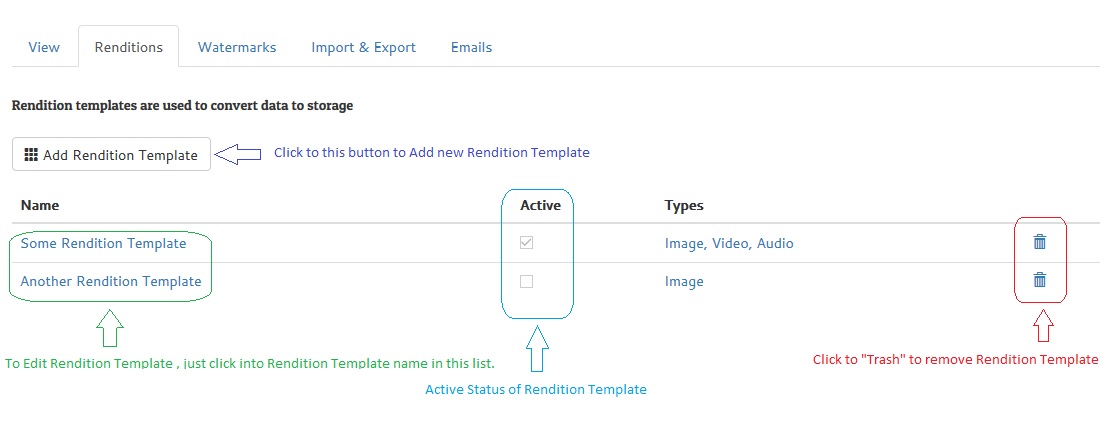 View Renditions Watermarks Import & Export Emails
Rendition templates are used to convert data to storage
Add Rendition Template Click to this button to Add new Rendition Template
Name Active Types
Some Rendition Template Image, Video, Audio
Another Rendition Template Image
To Edit Rendition Template , just click into Rendition Template name in this list.
Click to "Trash" to remove Rendition Template
Active Status of Rendition Template